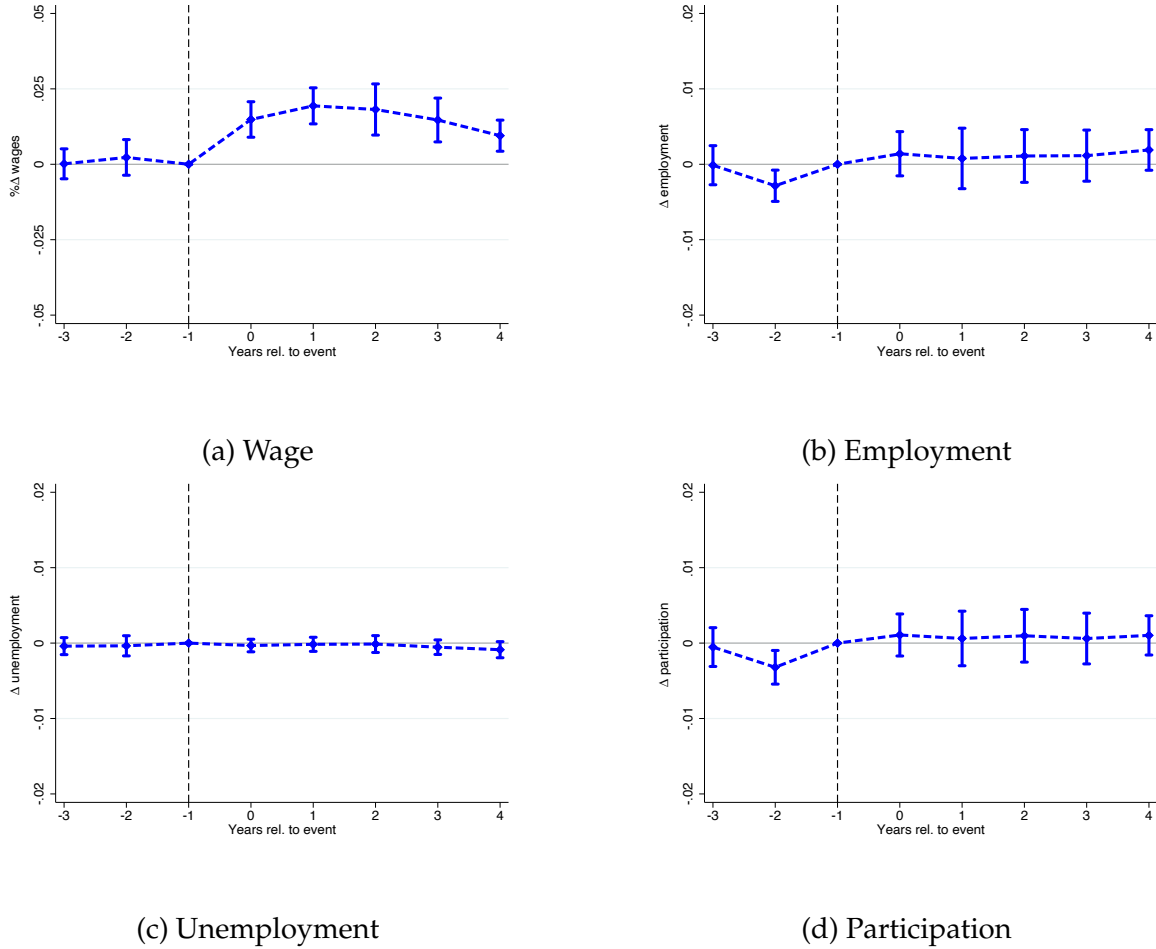 .05
.025
0
-.025
-.05
%Δ wages
-3 -2 -1 0 1 2 3 4
Years rel. to event
(a) Wage
.02
.01
0
-.01
-.02
Δ employment
-3 -2 -1 0 1 2 3 4
Years rel. to event
(b) Employment
.02
.01
0
-.01
-.02
Δ unemployment
-3 -2 -1 0 1 2 3 4
Years rel. to event
(c) Unemployment
.02
.01
0
-.01
-.02
Δ participation
-3 -2 -1 0 1 2 3 4
Years rel. to event
(d) Participation